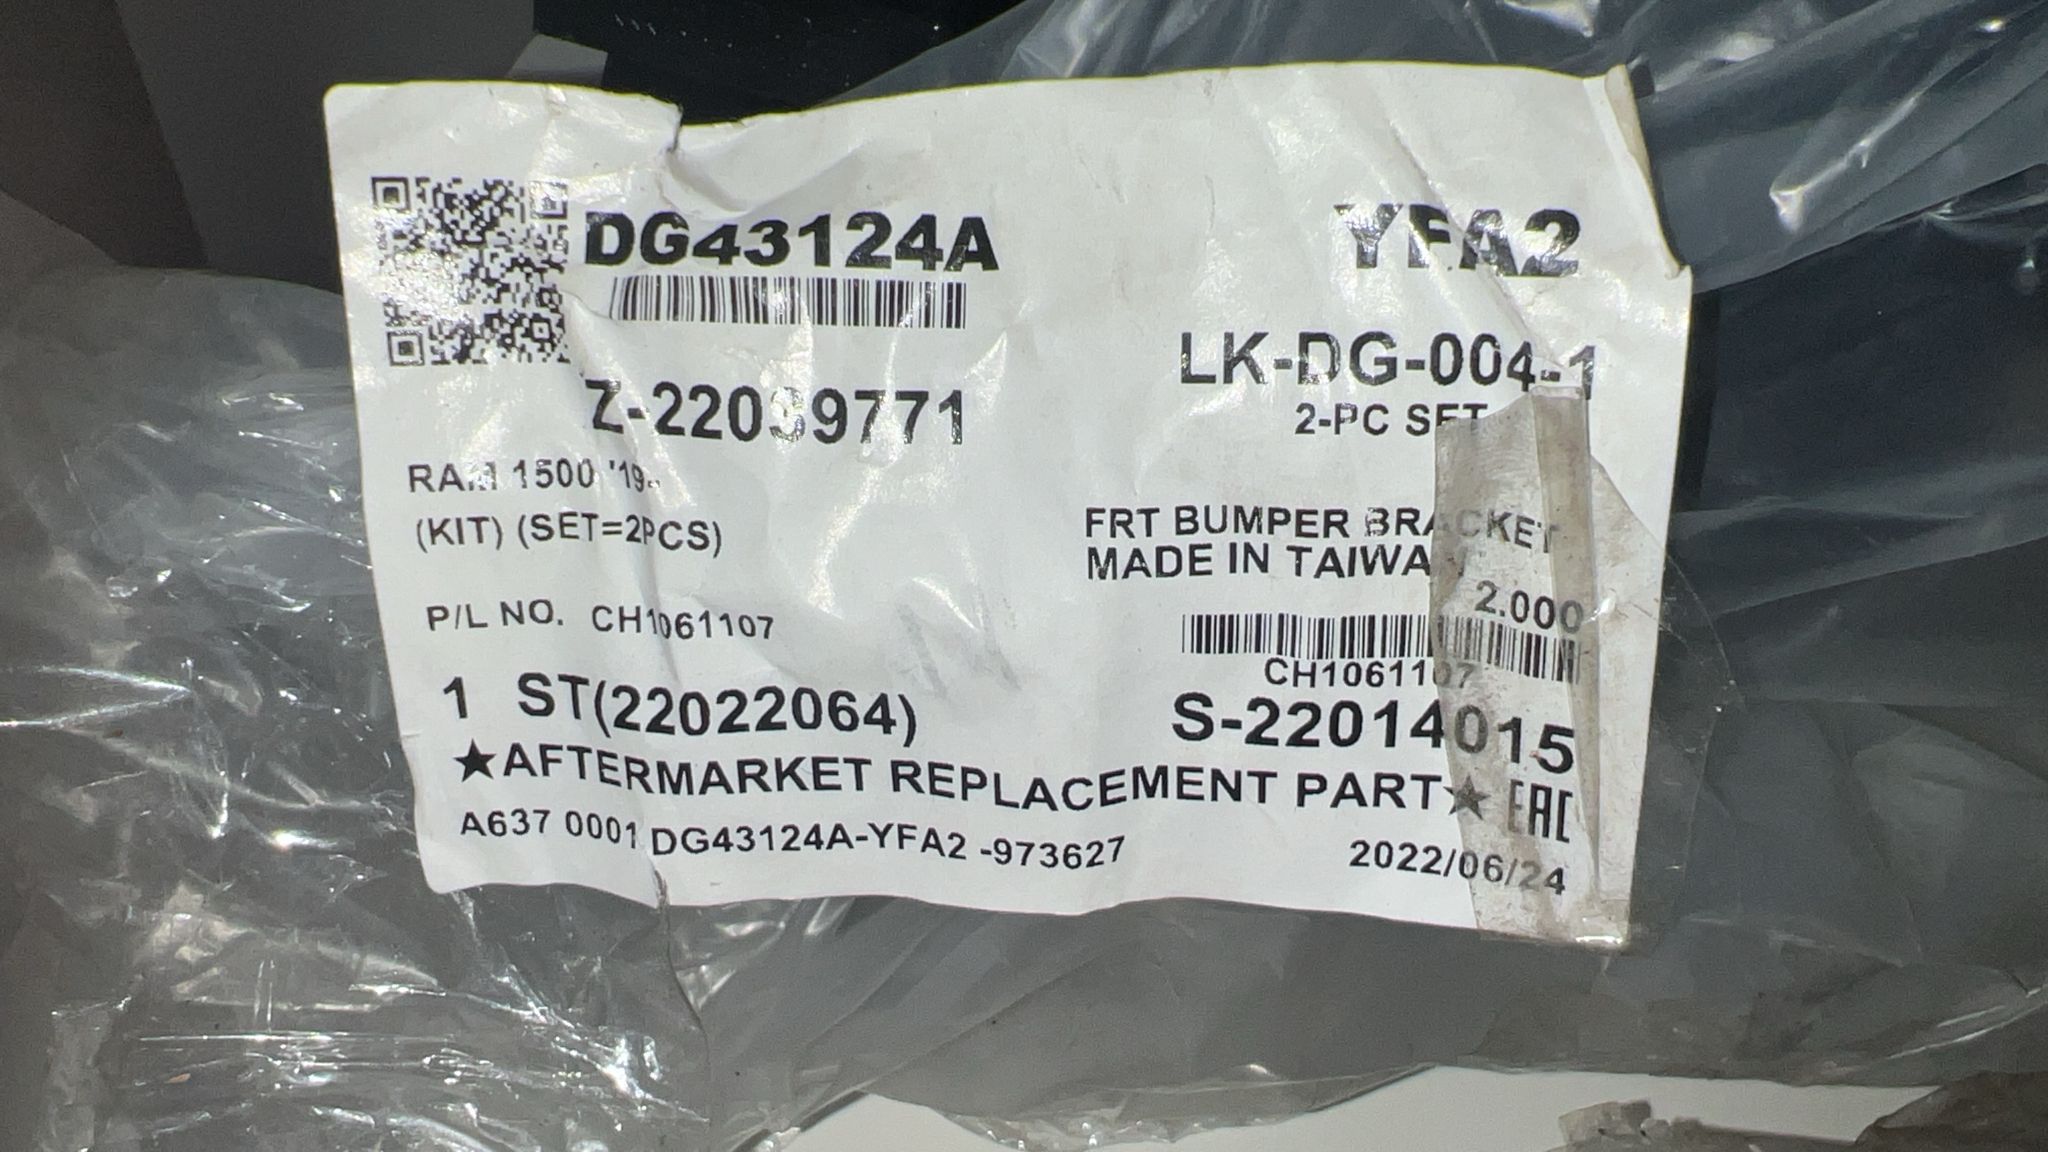 DG43124A
YFA2
Z-22039771
LK-DG-004-1
2-PC SET
RAM 1500 '19-
(KIT) (SET=2PCS)
FRT BUMPER BRACKET
MADE IN TAIWAN
2.000
P/L NO. CH1061107
CH1061107
1 ST(22022064)
S-22014015
★AFTERMARKET REPLACEMENT PART★ EAC
A637 0001 DG43124A-YFA2 -973627
2022/06/24